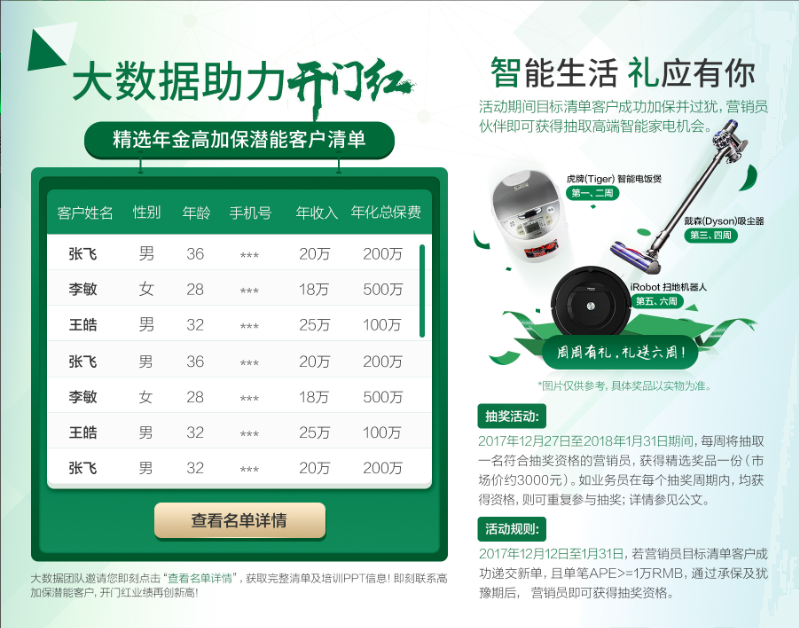 大数据助力开门红
精选年金高加保潜能客户清单
客户姓名 性别 年龄 手机号 年收入 年化总保费
张飞 男 36 *** 20万 200万
李敏 女 28 *** 18万 500万
王皓 男 32 *** 25万 100万
张飞 男 36 *** 20万 200万
李敏 女 28 *** 18万 500万
王皓 男 32 *** 25万 100万
张飞 男 32 *** 20万 200万
查看名单详情
大数据团队邀请您即刻点击“查看名单详情”，获取完整清单及培训PPT信息！即刻联系高
加保潜能客户, 开门红业绩再创新高!
智能生活 礼应有你
活动期间目标清单客户成功加保并过犹，营销员
伙伴即可获得抽取高端智能家电机会。
虎牌(Tiger) 智能电饭煲
第一、二周
戴森(Dyson)吸尘器
第三、四周
iRobot 扫地机器人
第五、六周
周周有礼，礼送六周！
*图片仅供参考，具体奖品以实物为准。
抽奖活动:
2017年12月27日至2018年1月31日期间，每周将抽取
一名符合抽奖资格的营销员，获得精选奖品一份（市
场价约3000元）。如业务员在每个抽奖周期内，均获
得资格，则可重复参与抽奖；详情参见公文。
活动规则:
2017年12月12日至1月31日，若营销员目标清单客户成
功递交新单，且单笔APE>=1万RMB，通过承保及犹
豫期后， 营销员即可获得抽奖资格。